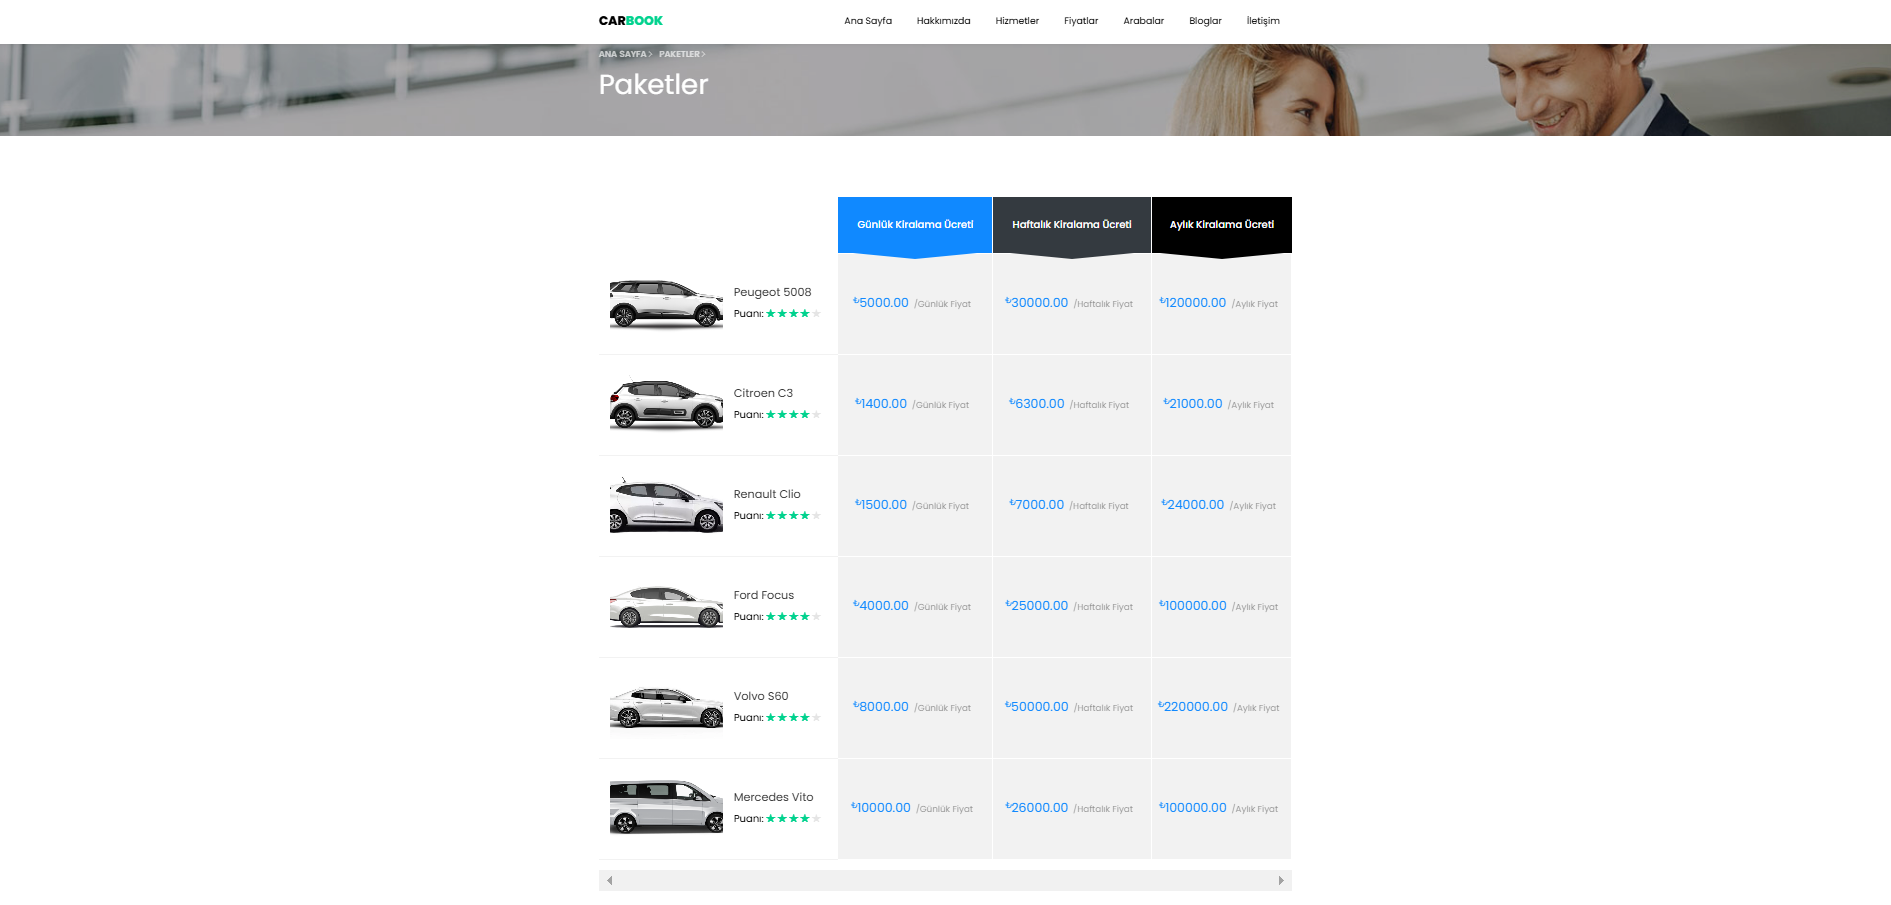 CARBOOK Ana Sayfa Hakkımızda Hizmetler Fiyatlar Arabalar Bloglar İletişim
ANA SAYFA > PAKETLER >
Paketler
Günlük Kiralama Ücreti Haftalık Kiralama Ücreti Aylık Kiralama Ücreti
Peugeot 5008
₺5000.00 /Günlük Fiyat ₺30000.00 /Haftalık Fiyat ₺120000.00 /Aylık Fiyat
Puanı: ★★★★★
Citroen C3
₺1400.00 /Günlük Fiyat ₺6300.00 /Haftalık Fiyat ₺21000.00 /Aylık Fiyat
Puanı: ★★★★★
Renault Clio
₺1500.00 /Günlük Fiyat ₺7000.00 /Haftalık Fiyat ₺24000.00 /Aylık Fiyat
Puanı: ★★★★★
Ford Focus
₺4000.00 /Günlük Fiyat ₺25000.00 /Haftalık Fiyat ₺100000.00 /Aylık Fiyat
Puanı: ★★★★★
Volvo S60
₺8000.00 /Günlük Fiyat ₺50000.00 /Haftalık Fiyat ₺220000.00 /Aylık Fiyat
Puanı: ★★★★★
Mercedes Vito
₺10000.00 /Günlük Fiyat ₺26000.00 /Haftalık Fiyat ₺100000.00 /Aylık Fiyat
Puanı: ★★★★★